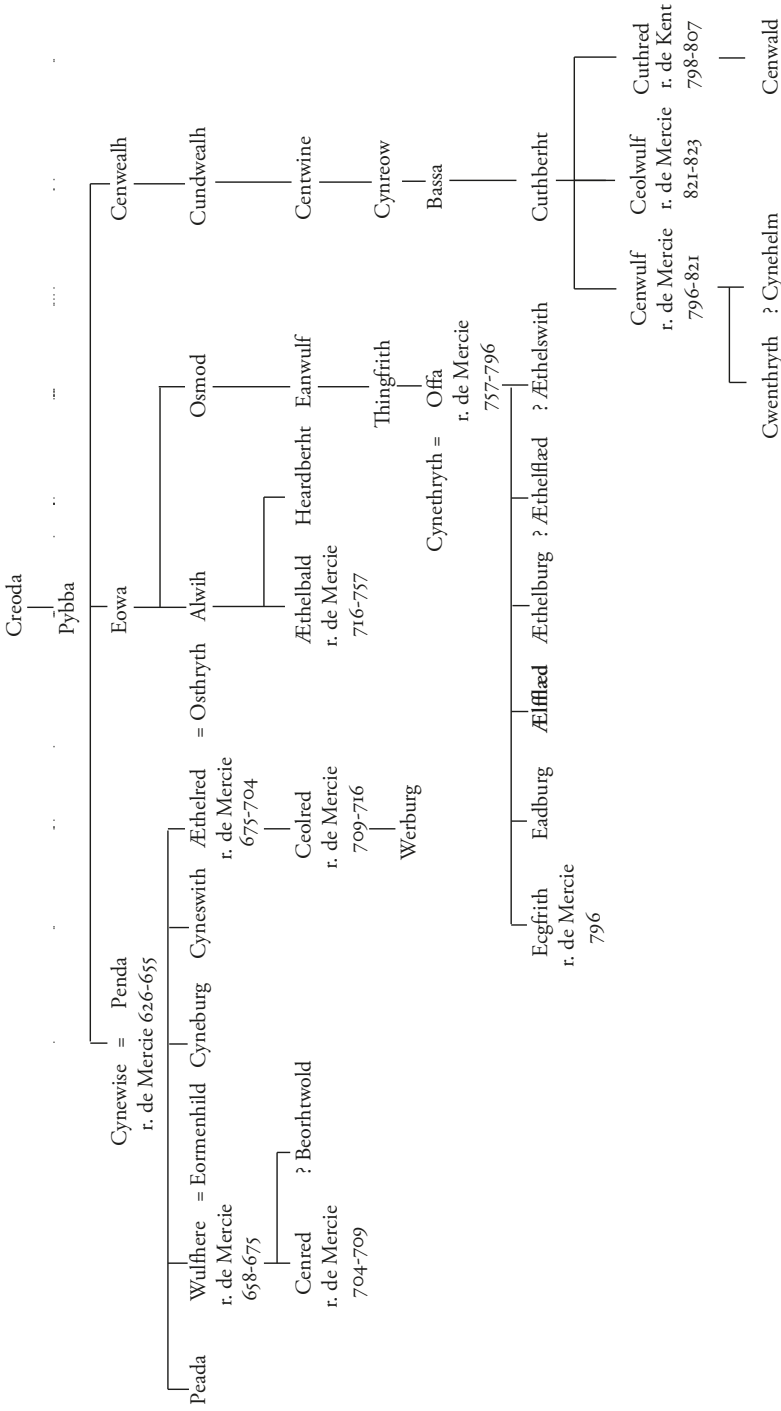 Creoda
Pybba
Cynewise = Penda
r. de Mercie 626-655
Eowa
Cenwealh
Peada
Wulfhere = Eormenhild
r. de Mercie
658-675
Cyneburg
Cyneswith
Æthelred = Osthryth
r. de Mercie
675-704
Alwih
Osmod
Cundwealh
Cenred
r. de Mercie
704-709
? Beorhtwold
Ceolred
r. de Mercie
709-716
Æthelbald
r. de Mercie
716-757
Heardberht
Eanwulf
Centwine
Werburg
Thingfrith
Cynreow
Cynethryth = Offa
r. de Mercie
757-796
Bassa
Ecgfrith
r. de Mercie
796
Eadburg
Ælfflæd
Æthelburg
? Æthelflæd
? Æthelswith
Cuthberht
Cenwulf
r. de Mercie
796-821
Ceolwulf
r. de Mercie
821-823
Cuthred
r. de Kent
798-807
Cwenthryth
? Cynehelm
Cenwald